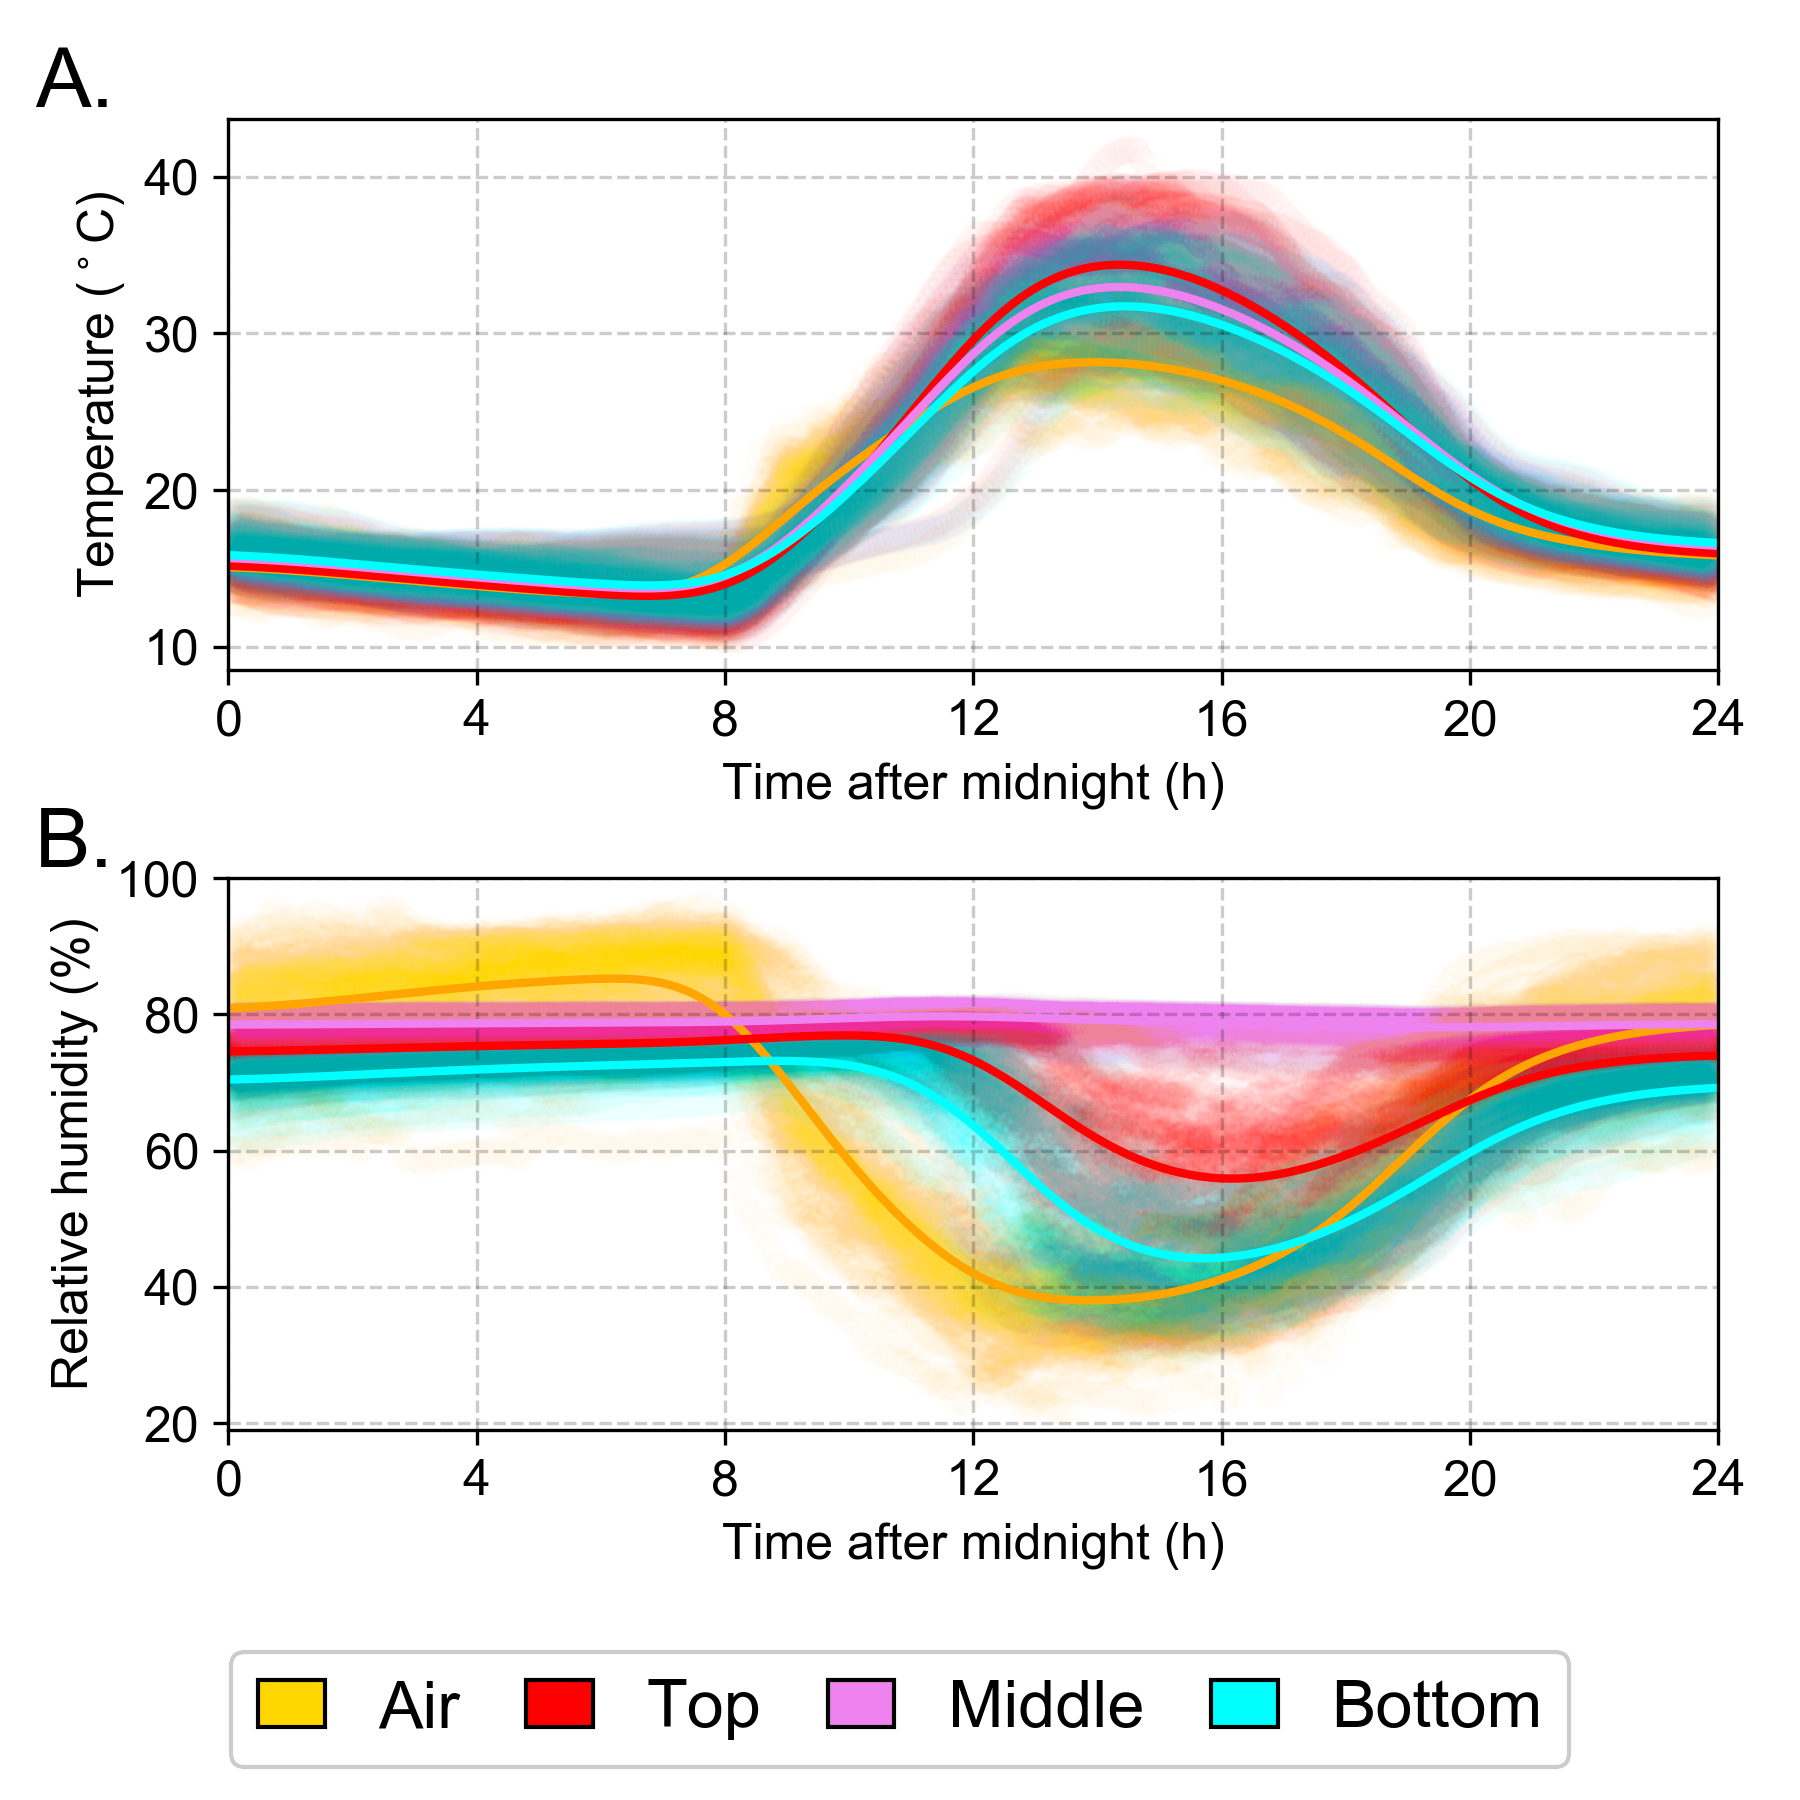 A.
Temperature (°C)
40
30
20
10
0 4 8 12 16 20 24
Time after midnight (h)
B.
Relative humidity (%)
100
80
60
40
20
0 4 8 12 16 20 24
Time after midnight (h)
Air Top Middle Bottom